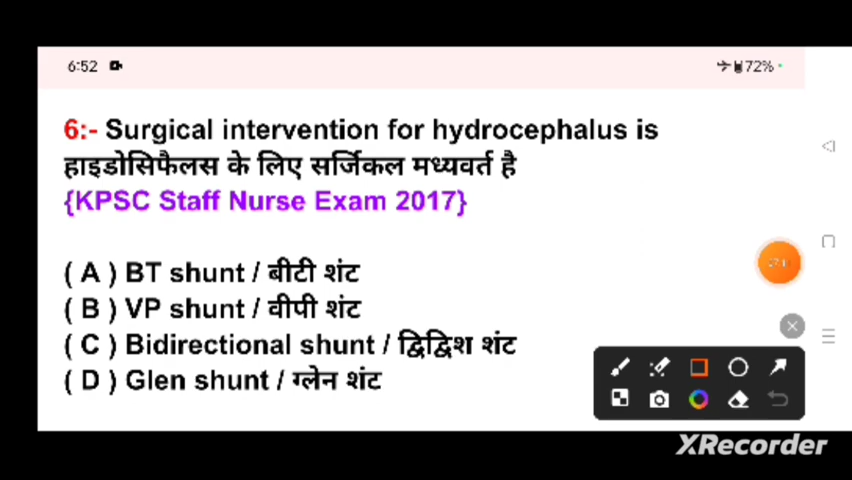 6:52
72%
6:- Surgical intervention for hydrocephalus is
हाइडोसिफैलस के लिए सर्जिकल मध्यवर्त है
{KPSC Staff Nurse Exam 2017}
( A ) BT shunt / बीटी शंट
( B ) VP shunt / वीपी शंट
( C ) Bidirectional shunt / द्विद्विश शंट
( D ) Glen shunt / ग्लेन शंट
XRecorder